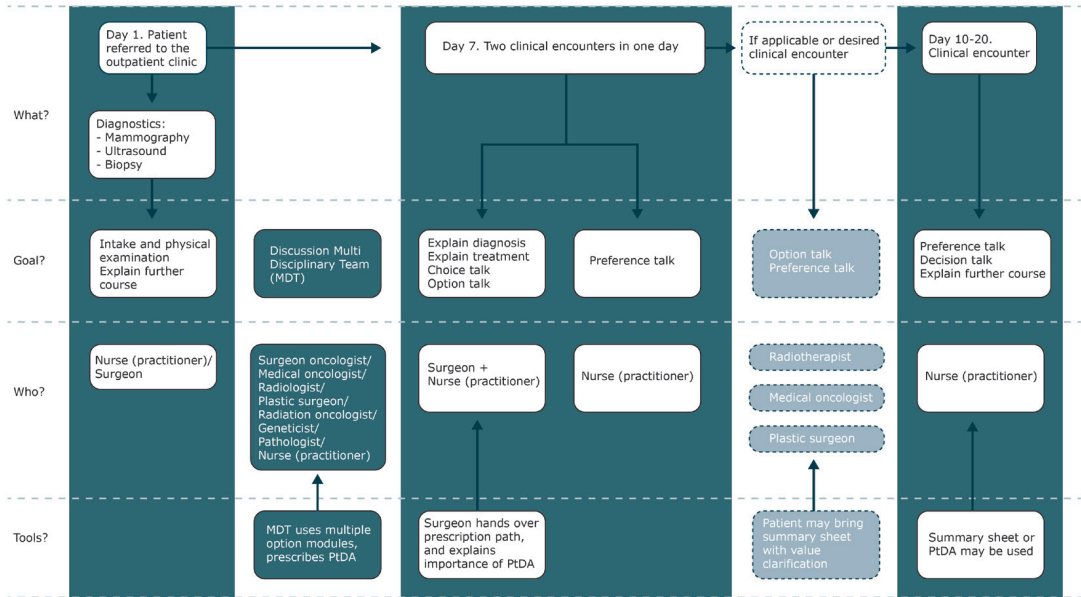 Day 1. Patient
referred to the
outpatient clinic
Day 7. Two clinical encounters in one day
If applicable or desired
clinical encounter
Day 10-20.
Clinical encounter
What?
Diagnostics:
- Mammography
- Ultrasound
- Biopsy
Goal?
Intake and physical
examination
Explain further
course
Discussion Multi
Disciplinary Team
(MDT)
Explain diagnosis
Explain treatment
Choice talk
Option talk
Preference talk
Option talk
Preference talk
Preference talk
Decision talk
Explain further course
Who?
Nurse (practitioner)/
Surgeon
Surgeon oncologist/
Medical oncologist/
Radiologist/
Plastic surgeon/
Radiation oncologist/
Geneticist/
Pathologist/
Nurse (practitioner)
Surgeon +
Nurse (practitioner)
Nurse (practitioner)
Radiotherapist
Medical oncologist
Plastic surgeon
Nurse (practitioner)
Tools?
MDT uses multiple
option modules,
prescribes PtDA
Surgeon hands over
prescription path,
and explains
importance of PtDA
Patient may bring
summary sheet
with value
clarification
Summary sheet or
PtDA may be used